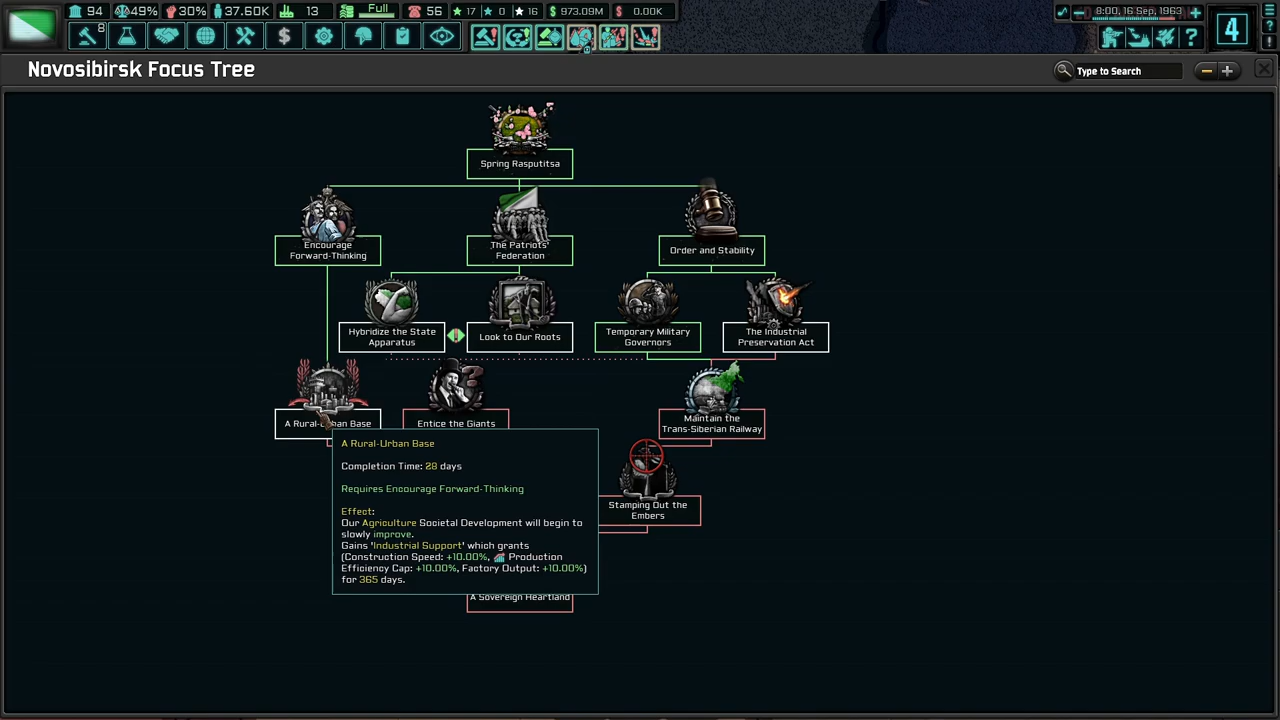 94 49% 30% 37.60K 13 Full 56 17 0 16 $ 973.09M $ 0.00K
8:00, 16 Sep, 1963
4
8
$
?
Novosibirsk Focus Tree
Type to Search
Spring Rasputitsa
Encourage
Forward-Thinking
The Patriots'
Federation
Order and Stability
Hybridize the State
Apparatus
Look to Our Roots
Temporary Military
Governors
The Industrial
Preservation Act
A Rural-Urban Base
Entice the Giants
Maintain the
Trans-Siberian Railway
A Rural-Urban Base
Completion Time: 28 days
Requires Encourage Forward-Thinking
Effect:
Our Agriculture Societal Development will begin to
slowly improve.
Gains 'Industrial Support' which grants
(Construction Speed: +10.00%, Production
Efficiency Cap: +10.00%, Factory Output: +10.00%)
for 365 days.
Stamping Out the
Embers
A Sovereign Heartland